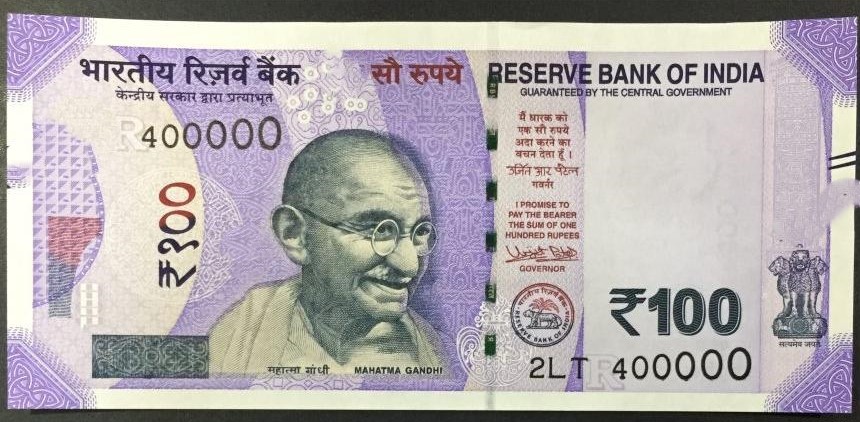 भारतीय रिज़र्व बैंक
केन्द्रीय सरकार द्वारा प्रत्याभूत
400000
सौ रुपये
RESERVE BANK OF INDIA
GUARANTEED BY THE CENTRAL GOVERNMENT
मैं धारक को
एक सौ रुपये
अदा करने का
वचन देता हूँ ।
उर्जित आर पटेल
गवर्नर
I PROMISE TO
PAY THE BEARER
THE SUM OF ONE
HUNDRED RUPEES
GOVERNOR
₹१००
₹100
RESERVE BANK OF INDIA
सत्यमेव जयते
महात्मा गांधी
MAHATMA GANDHI
2LT 400000
R
R